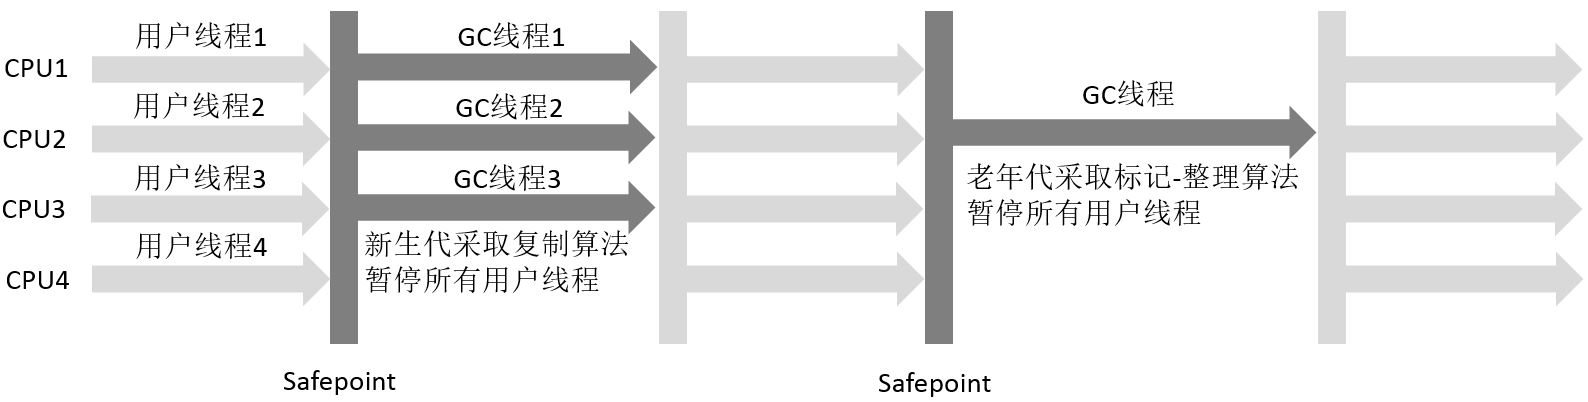 用户线程1
GC线程1
CPU1
用户线程2
GC线程2
GC线程
CPU2
用户线程3
GC线程3
老年代采取标记-整理算法
暂停所有用户线程
CPU3
用户线程4
新生代采取复制算法
暂停所有用户线程
CPU4
Safepoint
Safepoint